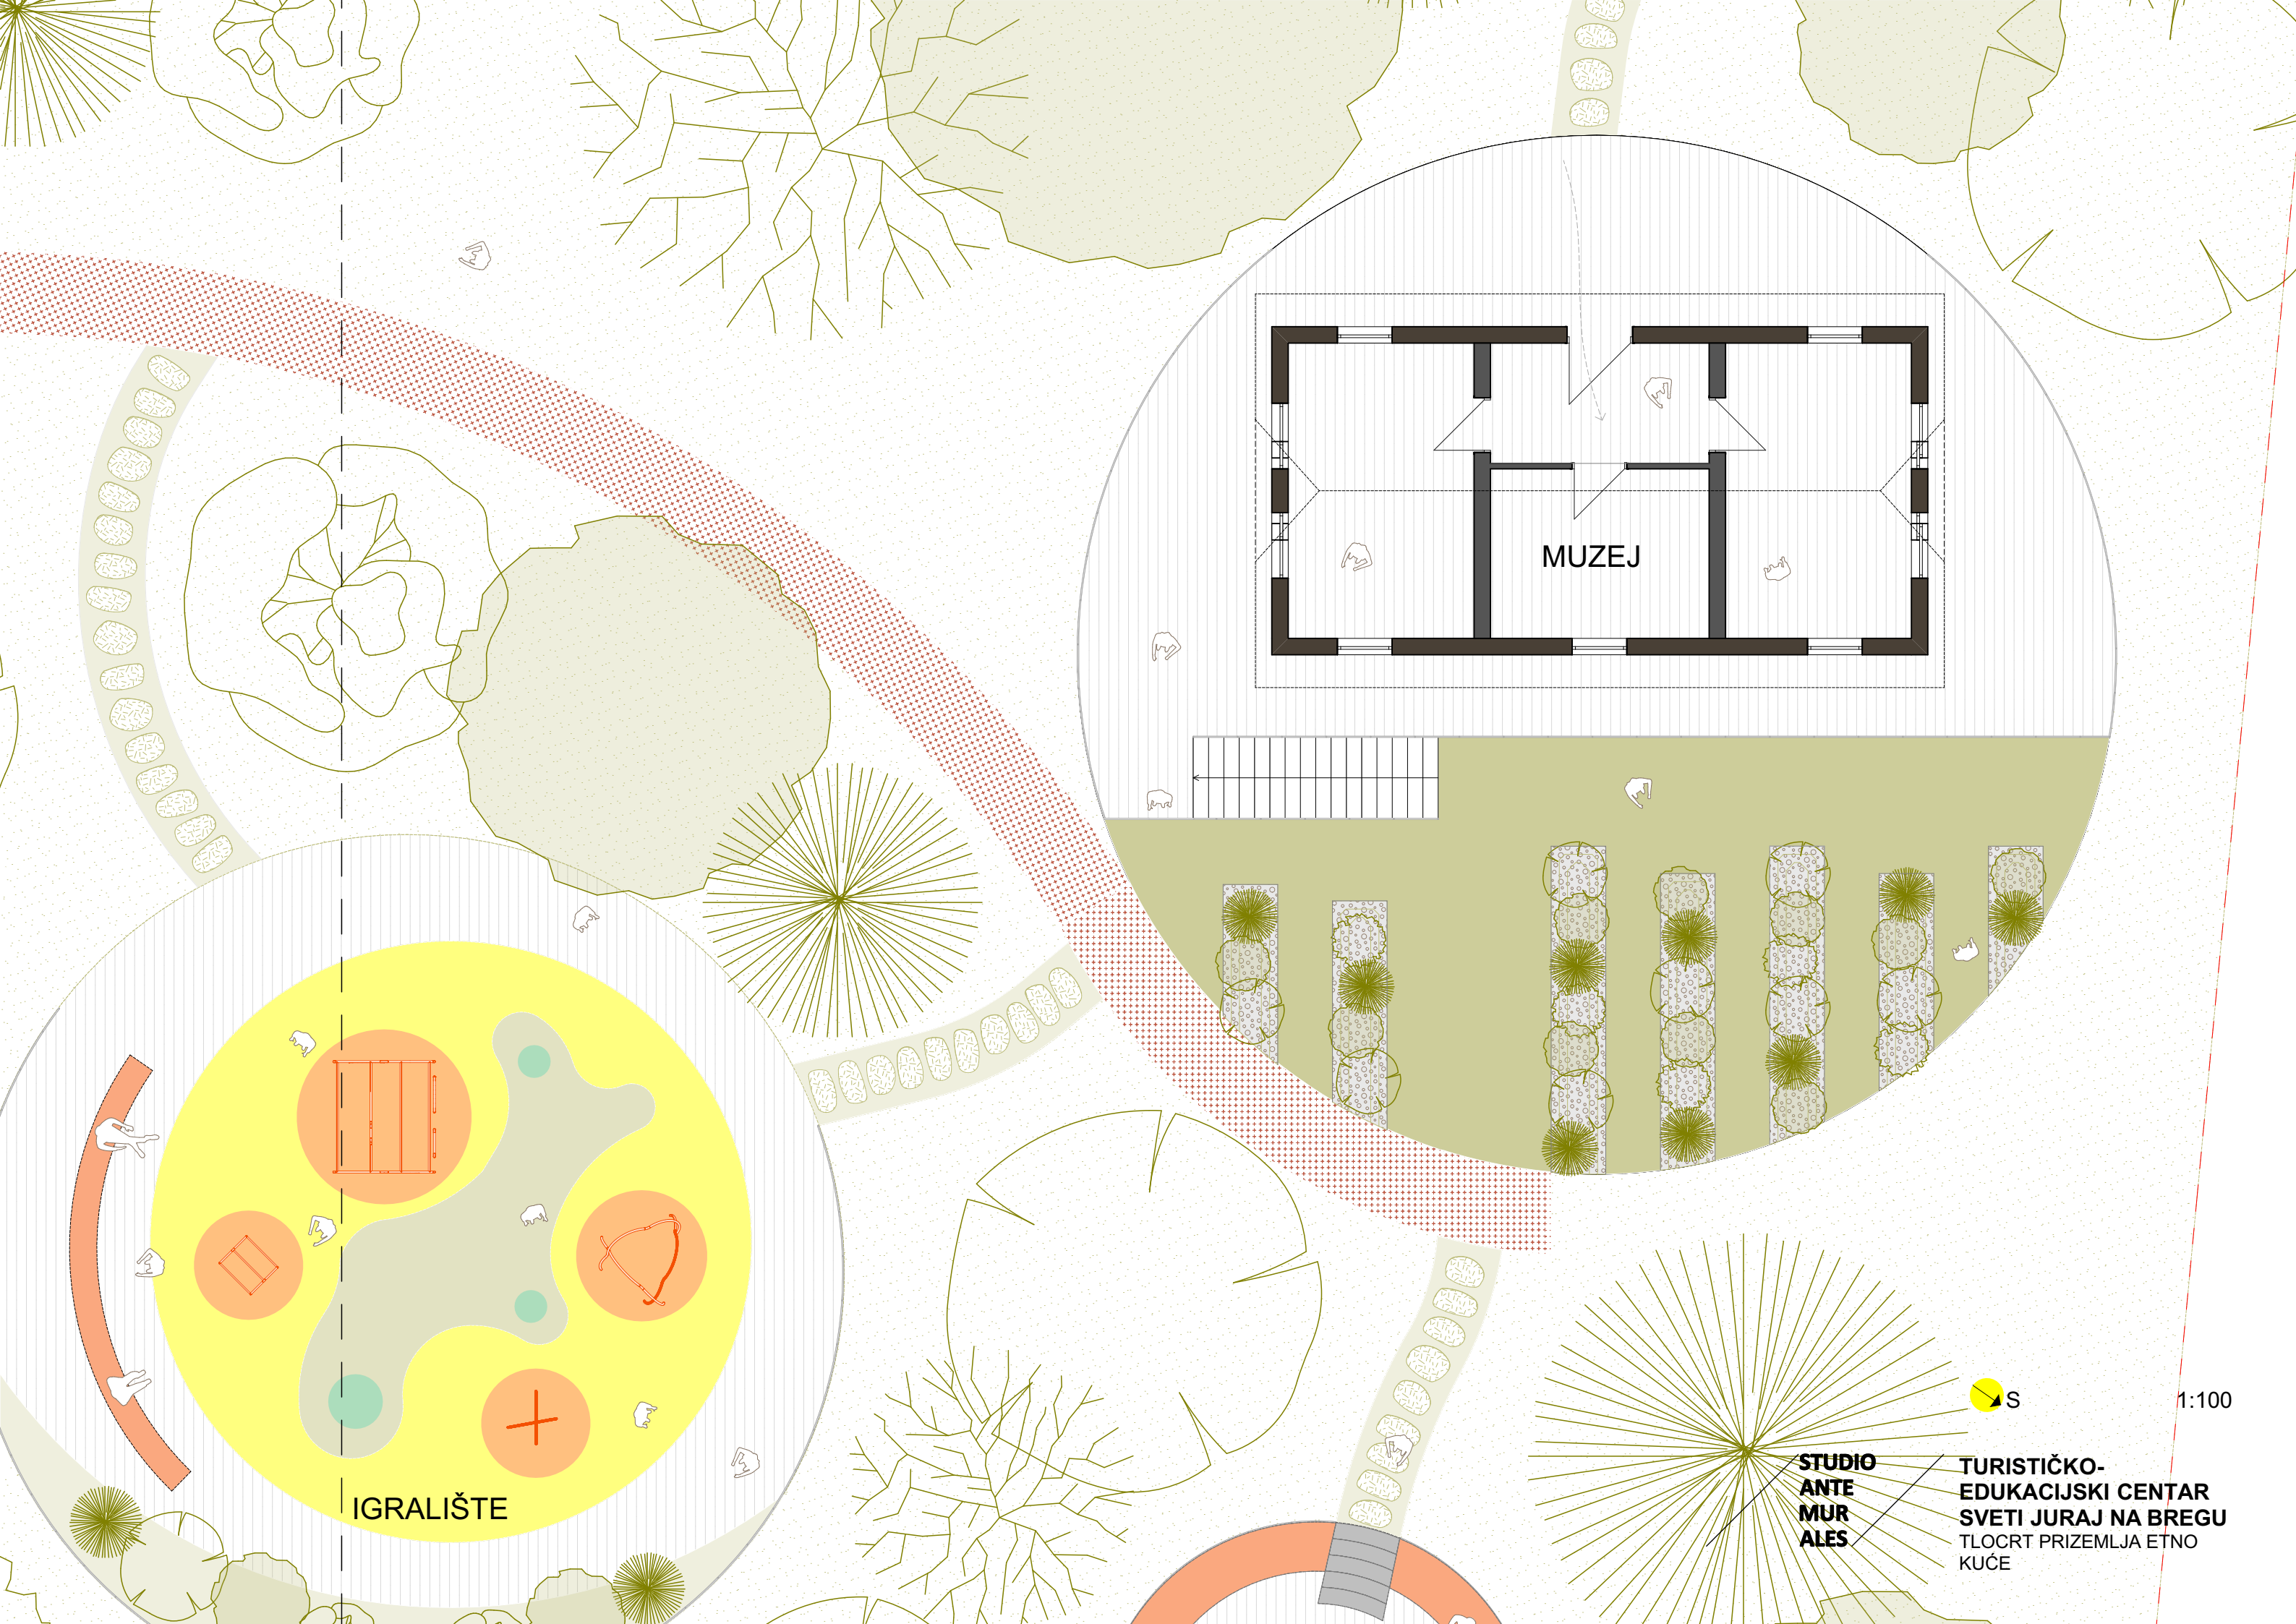 MUZEJ
IGRALIŠTE
S
1:100
STUDIO
ANTE
MUR
ALES
TURISTIČKO-
EDUKACIJSKI CENTAR
SVETI JURAJ NA BREGU
TLOCRT PRIZEMLJA ETNO
KUĆE